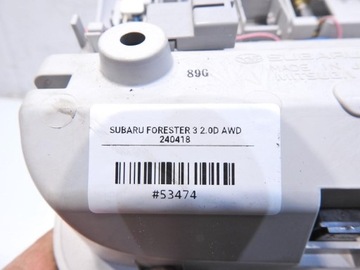 89G
SUBARU FORESTER 3 2.0D AWD
240418
#53474